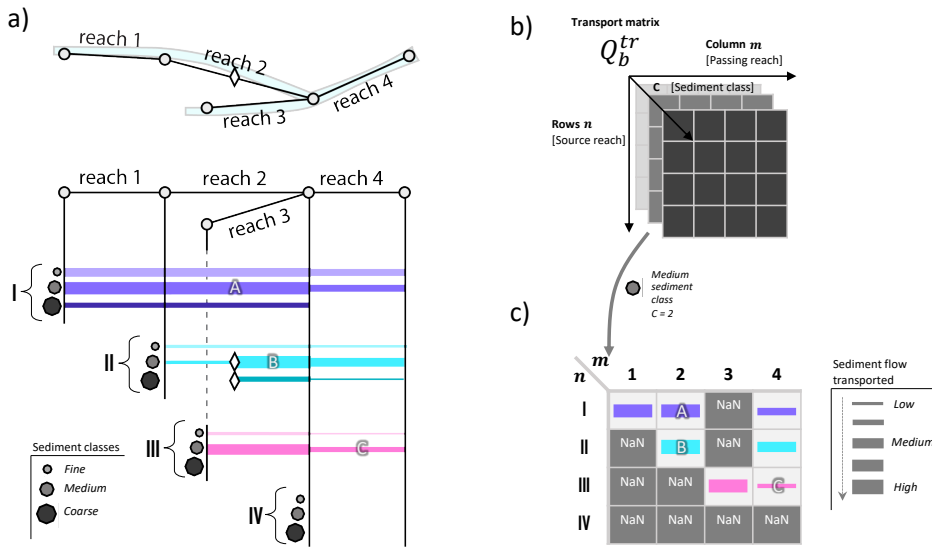 a)
reach 1
reach 2
reach 3
reach 4
reach 1
reach 2
reach 4
reach 3
I
A
II
B
III
C
IV
Sediment classes
Fine
Medium
Coarse
b)
Transport matrix
Q_b^tr
Column m
[Passing reach]
C [Sediment class]
Rows n
[Source reach]
Medium
sediment
class
C = 2
c)
m
n
1 2 3 4
I A NaN
II NaN B NaN
III NaN NaN C
IV NaN NaN NaN NaN
Sediment flow
transported
Low
Medium
High